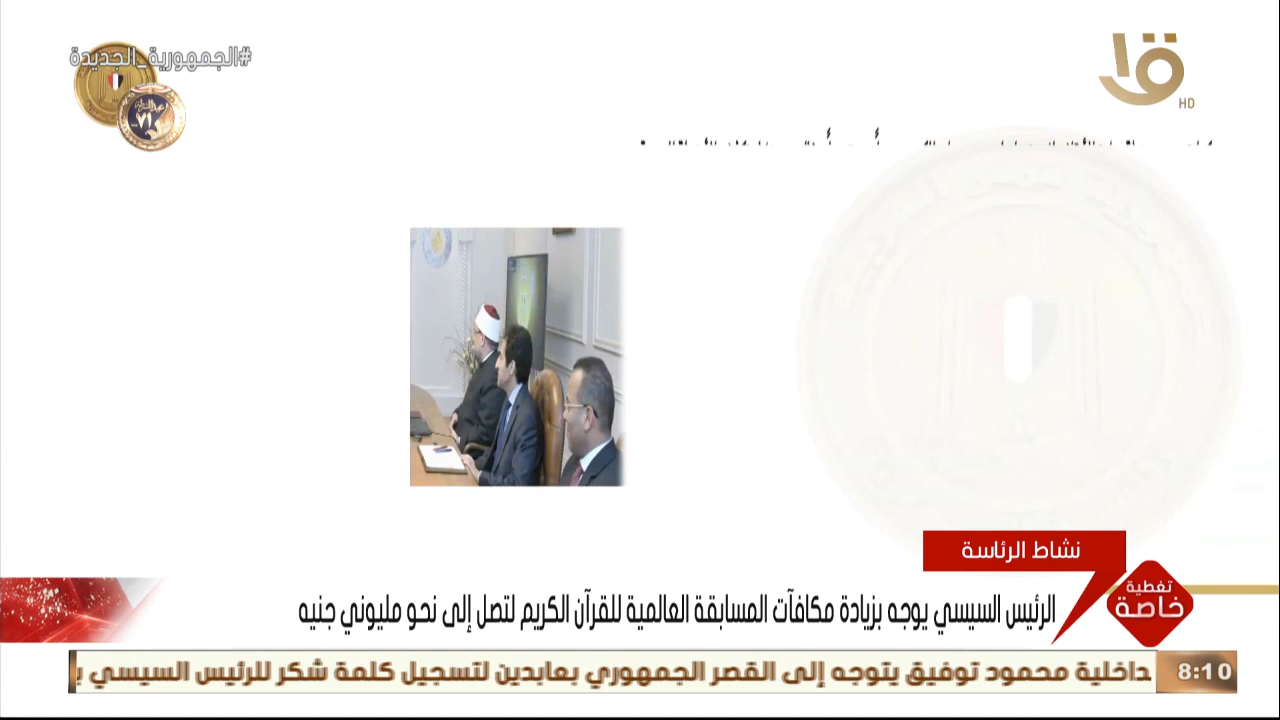 #الجمهورية_الجديدة
HD
نشاط الرئاسة
تغطية
خاصة
الرئيس السيسي يوجه بزيادة مكافآت المسابقة العالمية للقرآن الكريم لتصل إلى نحو مليوني جنيه
8:10
داخلية محمود توفيق يتوجه إلى القصر الجمهوري بعابدين لتسجيل كلمة شكر للرئيس السيسي